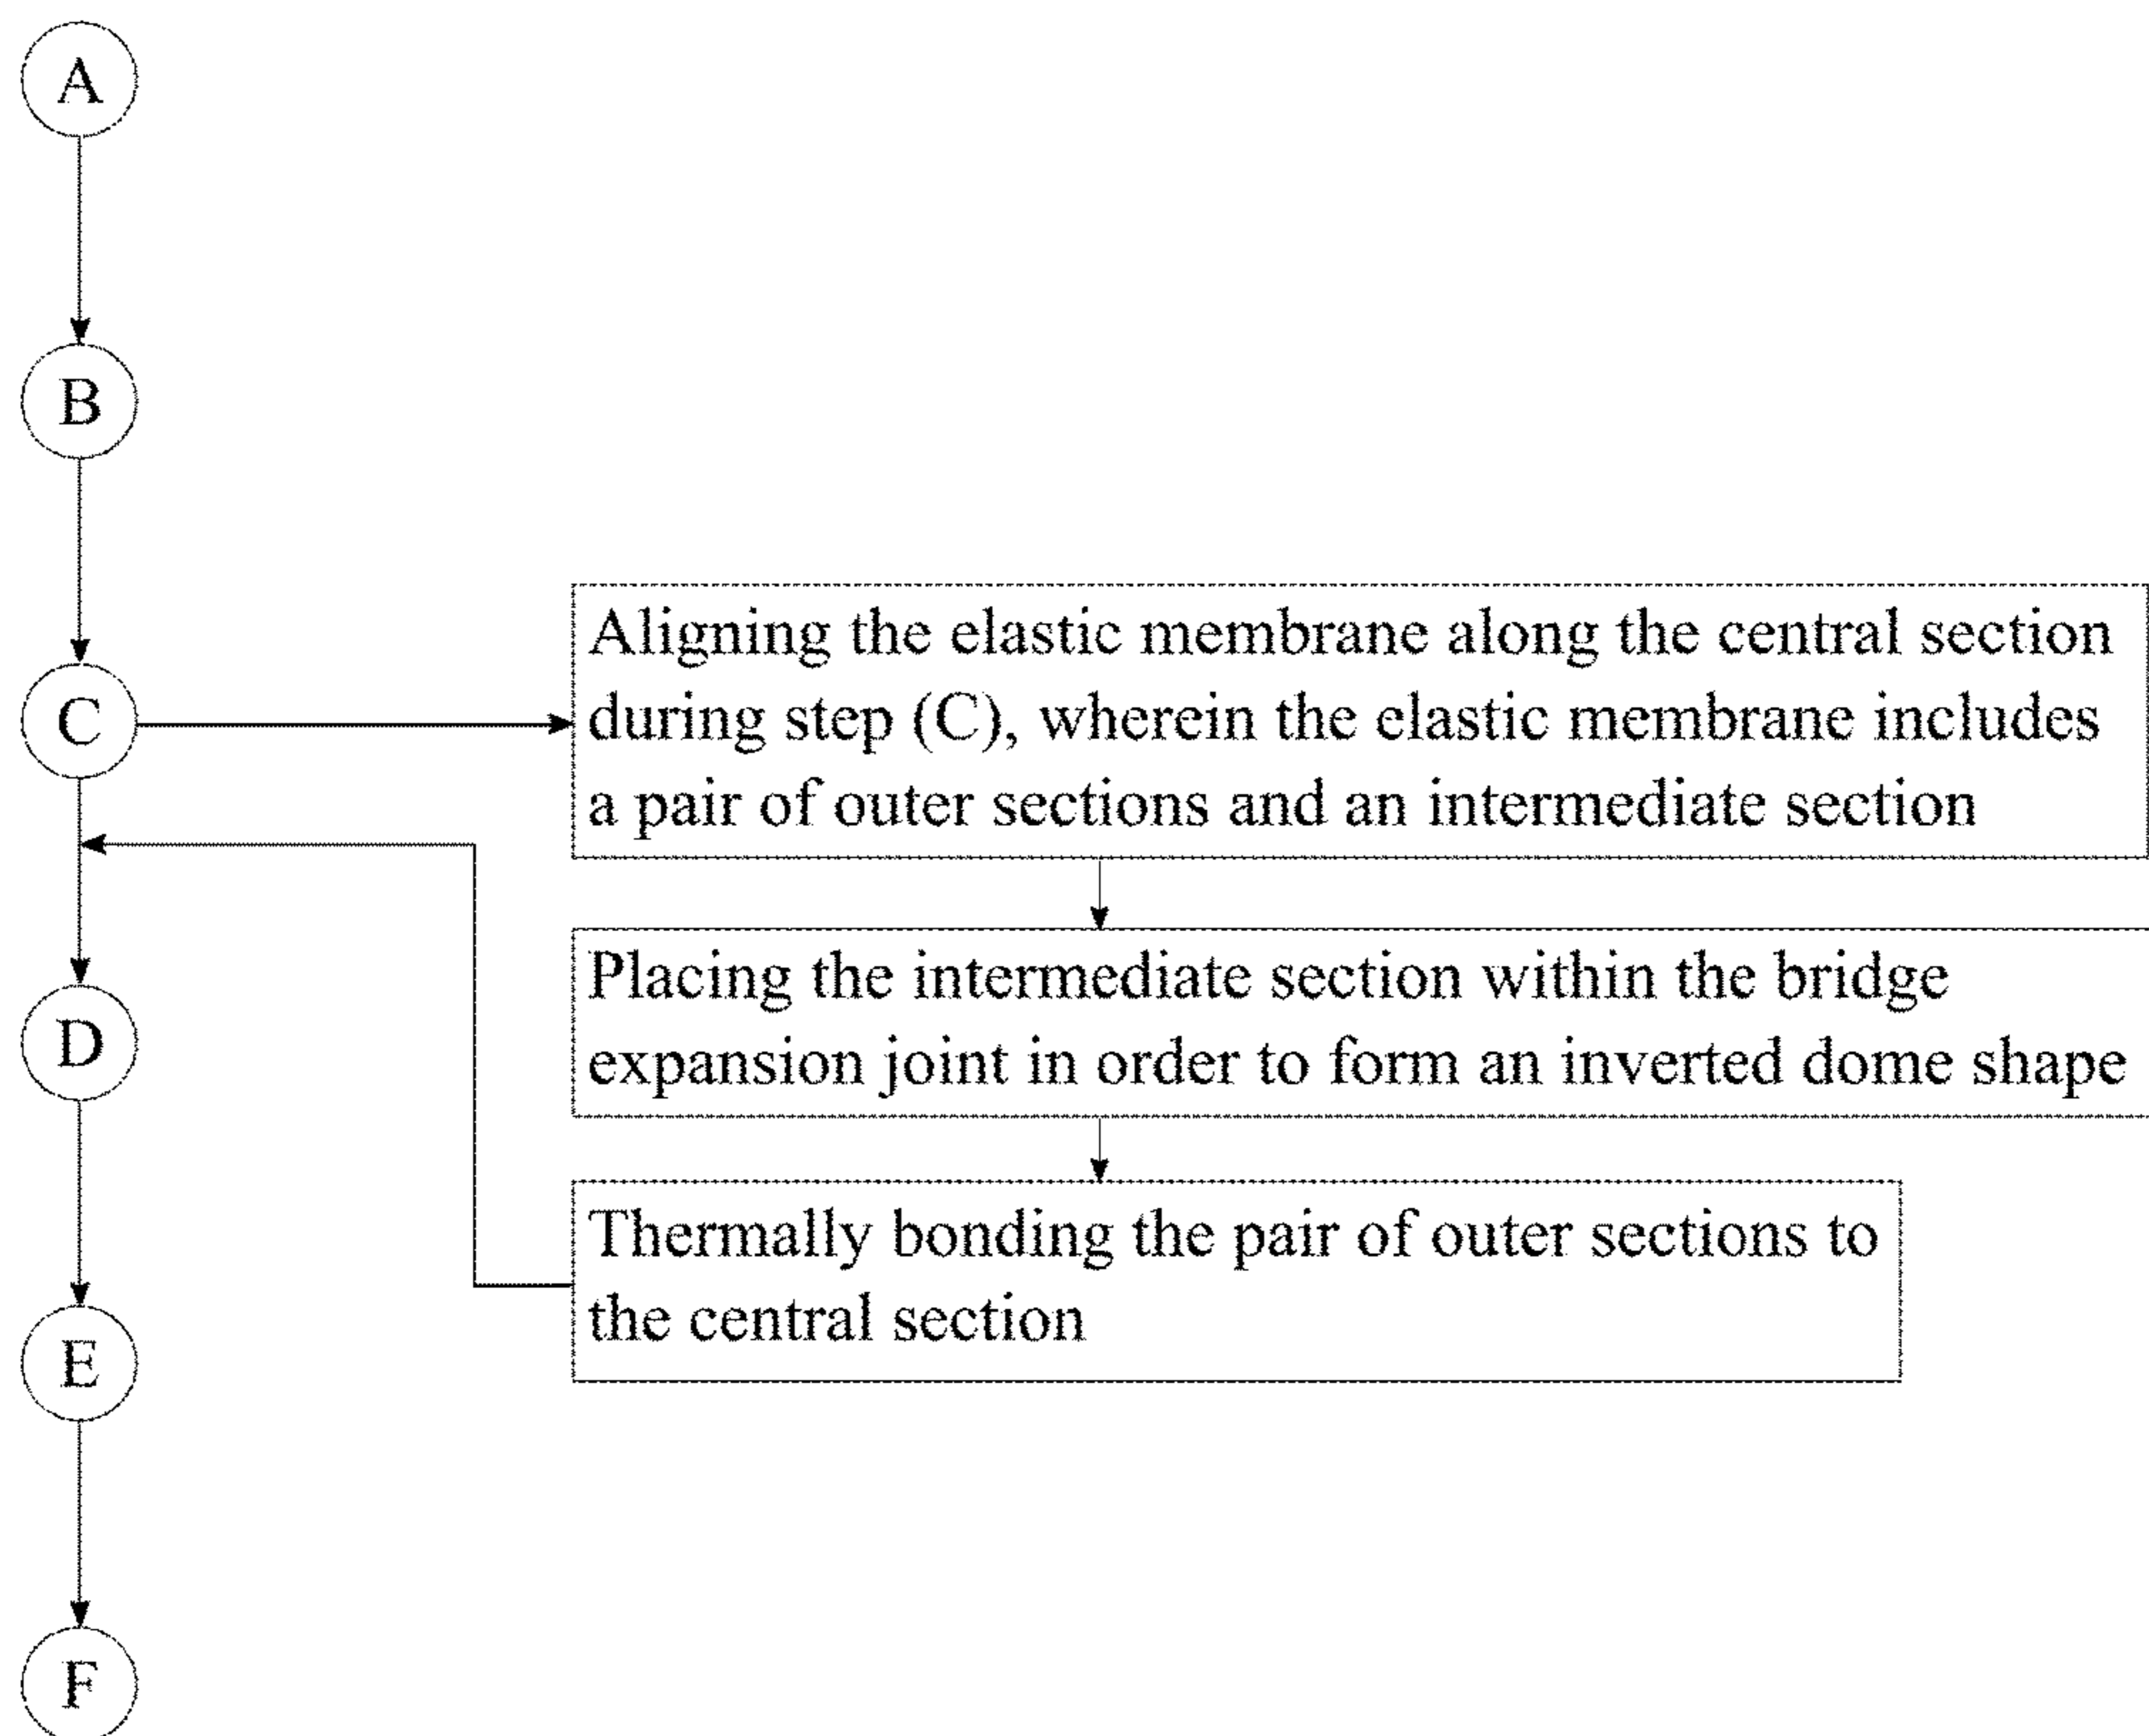 A
B
C
Aligning the elastic membrane along the central section
during step (C), wherein the elastic membrane includes
a pair of outer sections and an intermediate section
Placing the intermediate section within the bridge
expansion joint in order to form an inverted dome shape
D
Thermally bonding the pair of outer sections to
the central section
E
F